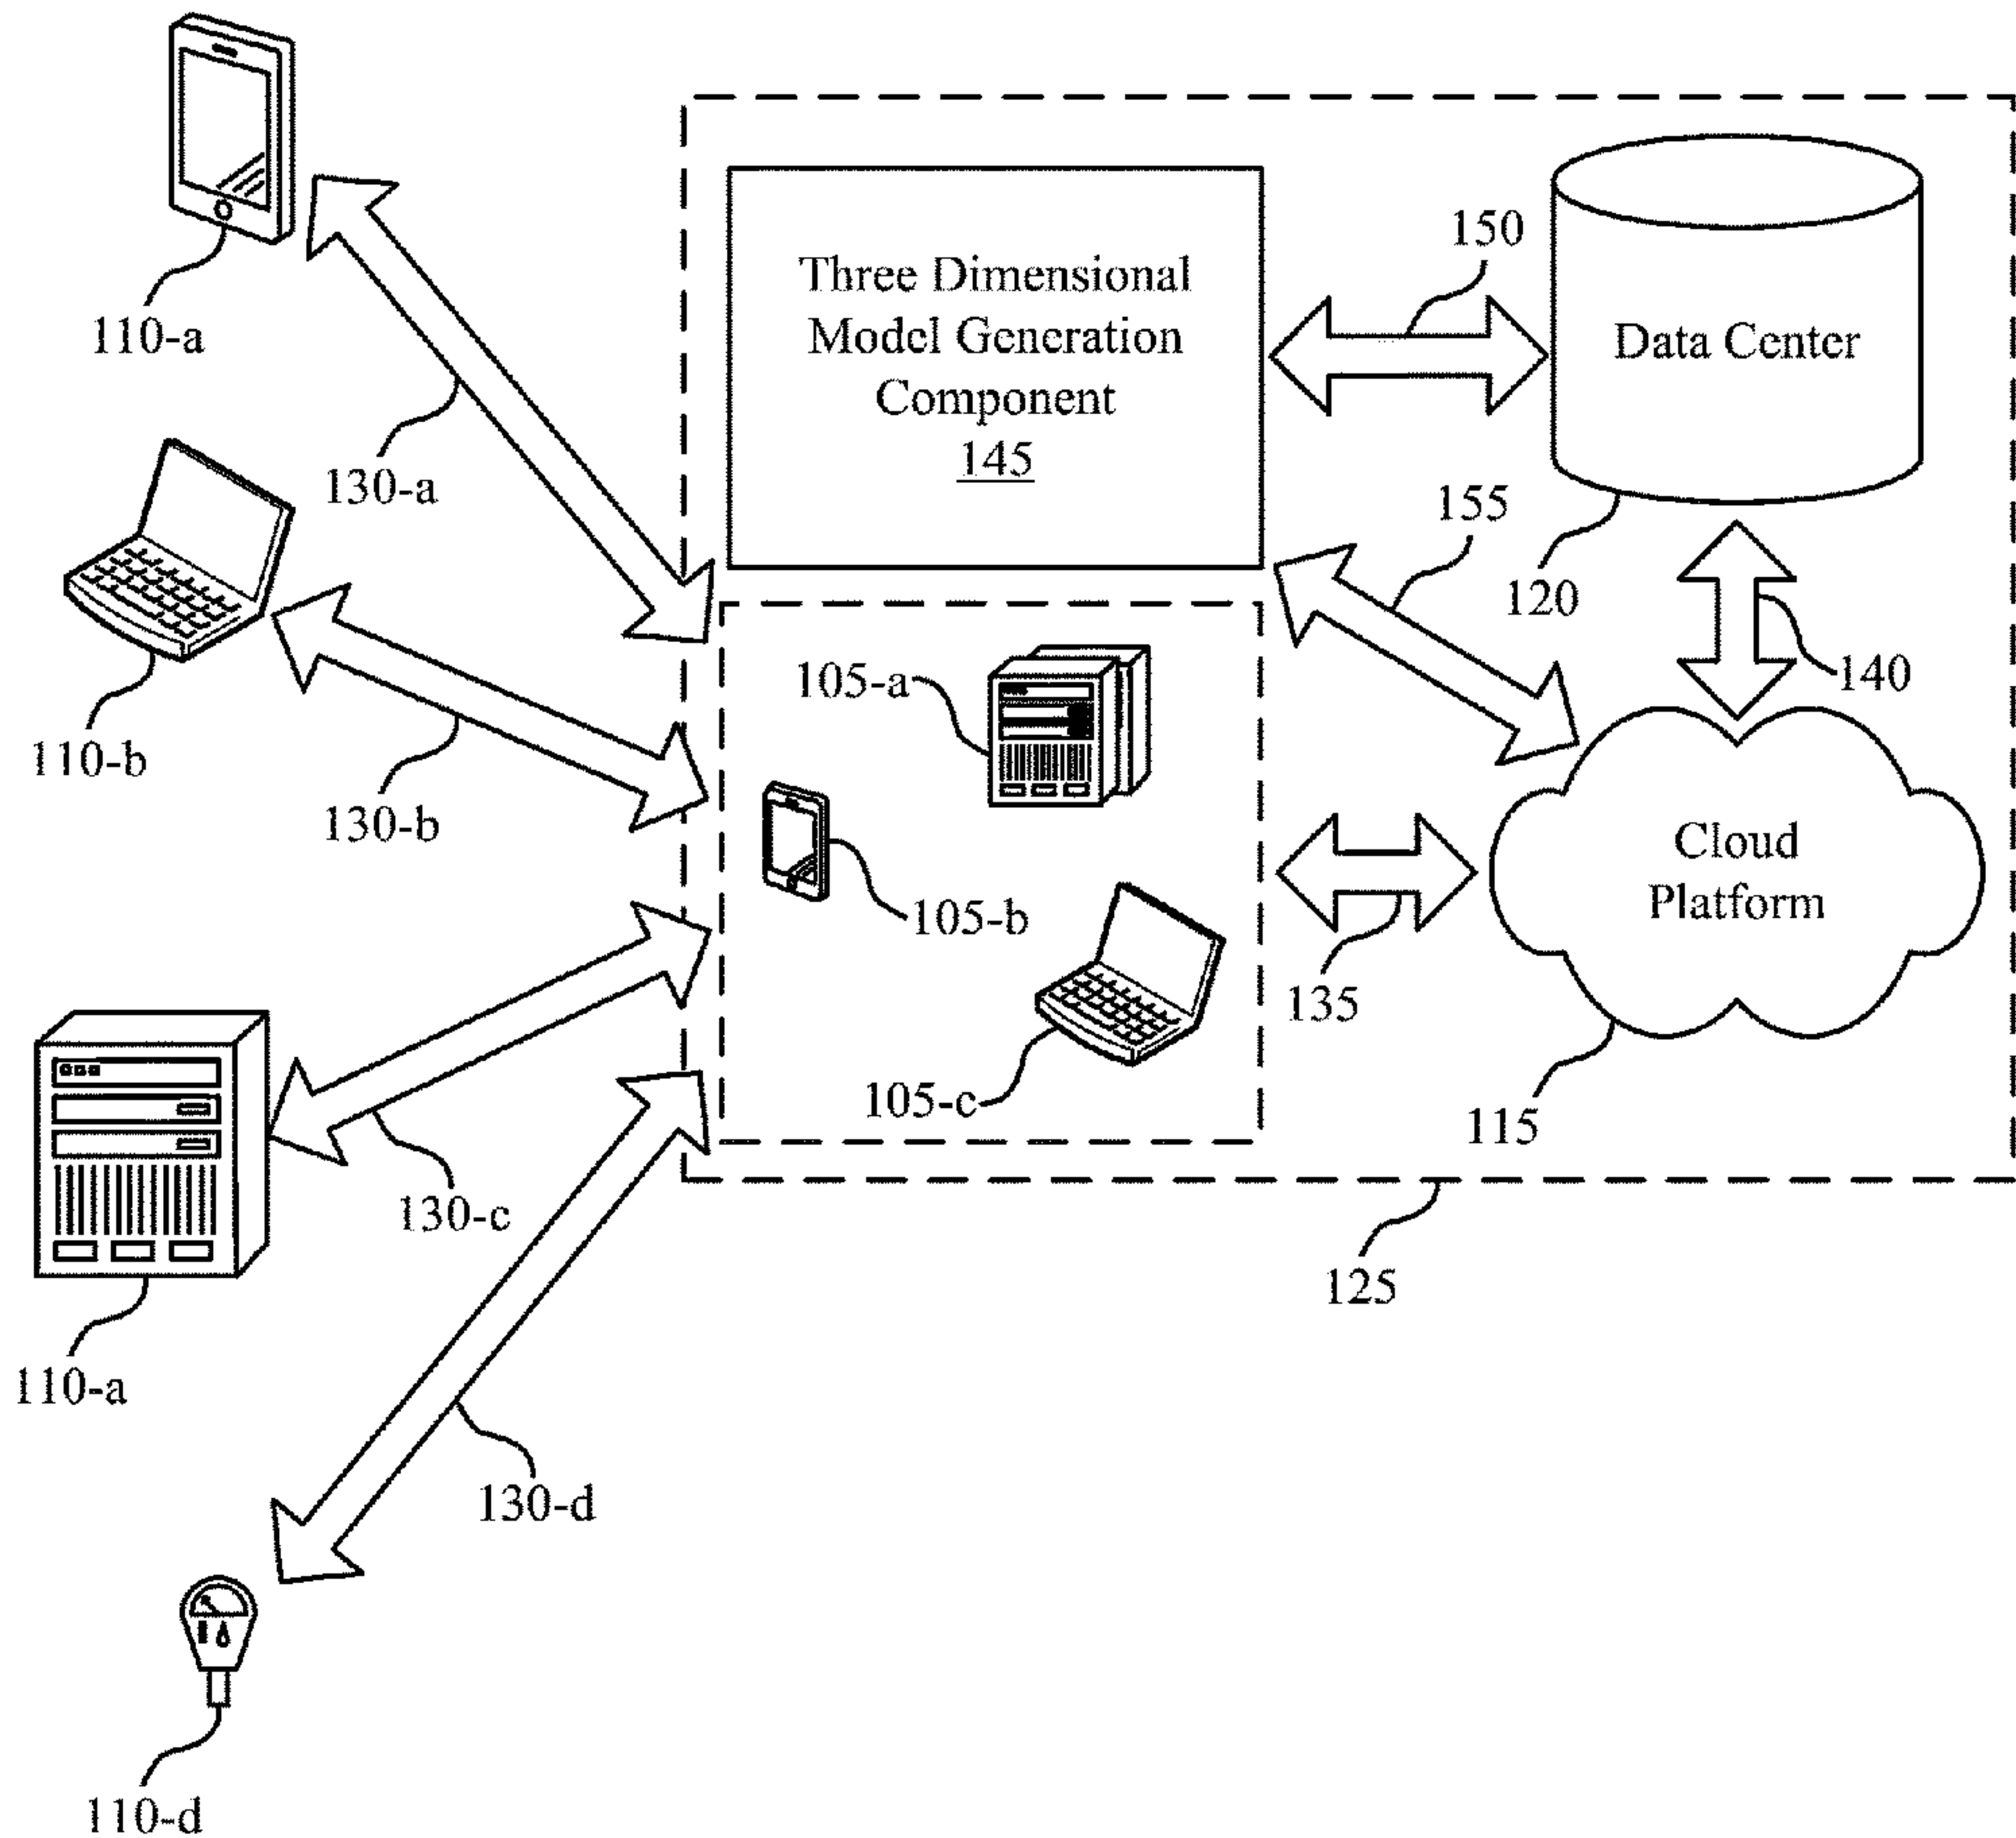 110-a
130-a
110-b
130-b
130-c
110-a
130-d
110-d
Three Dimensional
Model Generation
Component
145
150
Data Center
155
120
140
105-a
105-b
105-c
Cloud
Platform
135
115
125